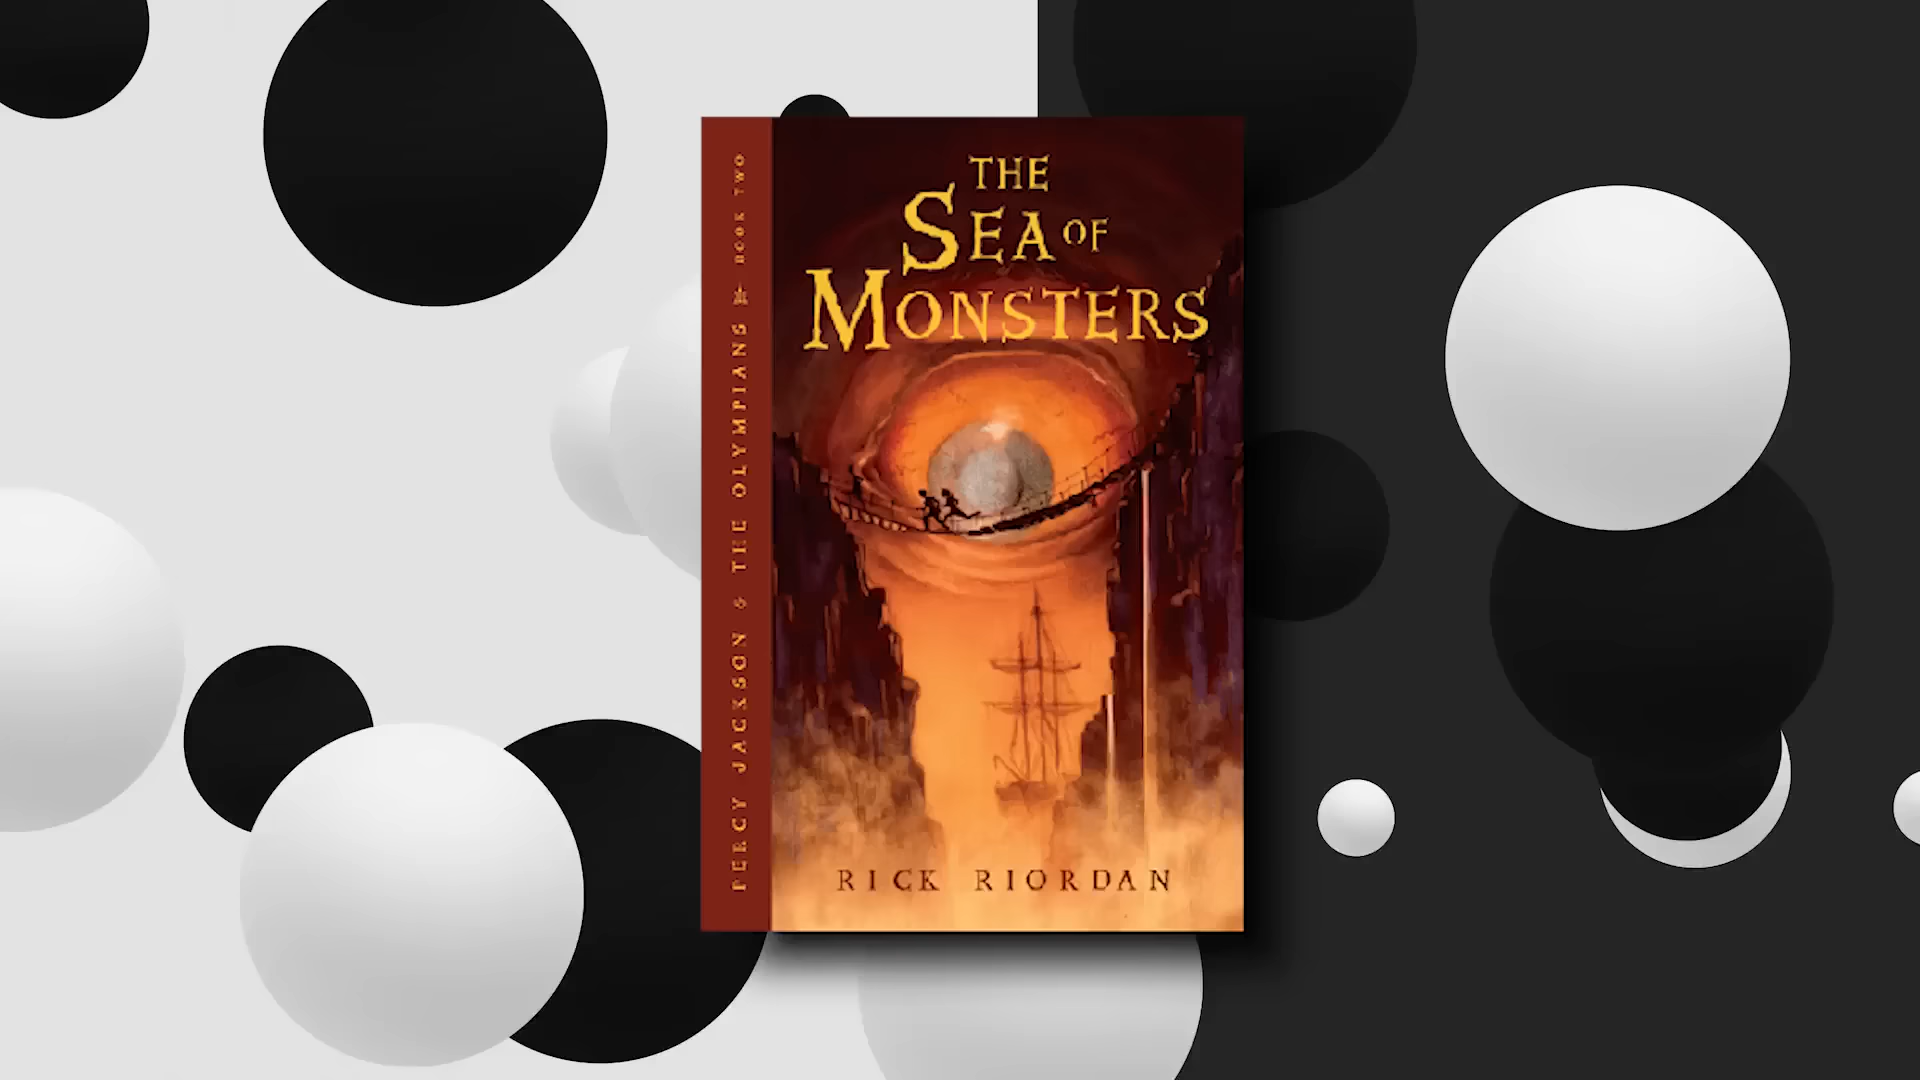 THE
SEA OF
MONSTERS
RICK RIORDAN
PERCY JACKSON & THE OLYMPIANS BOOK TWO